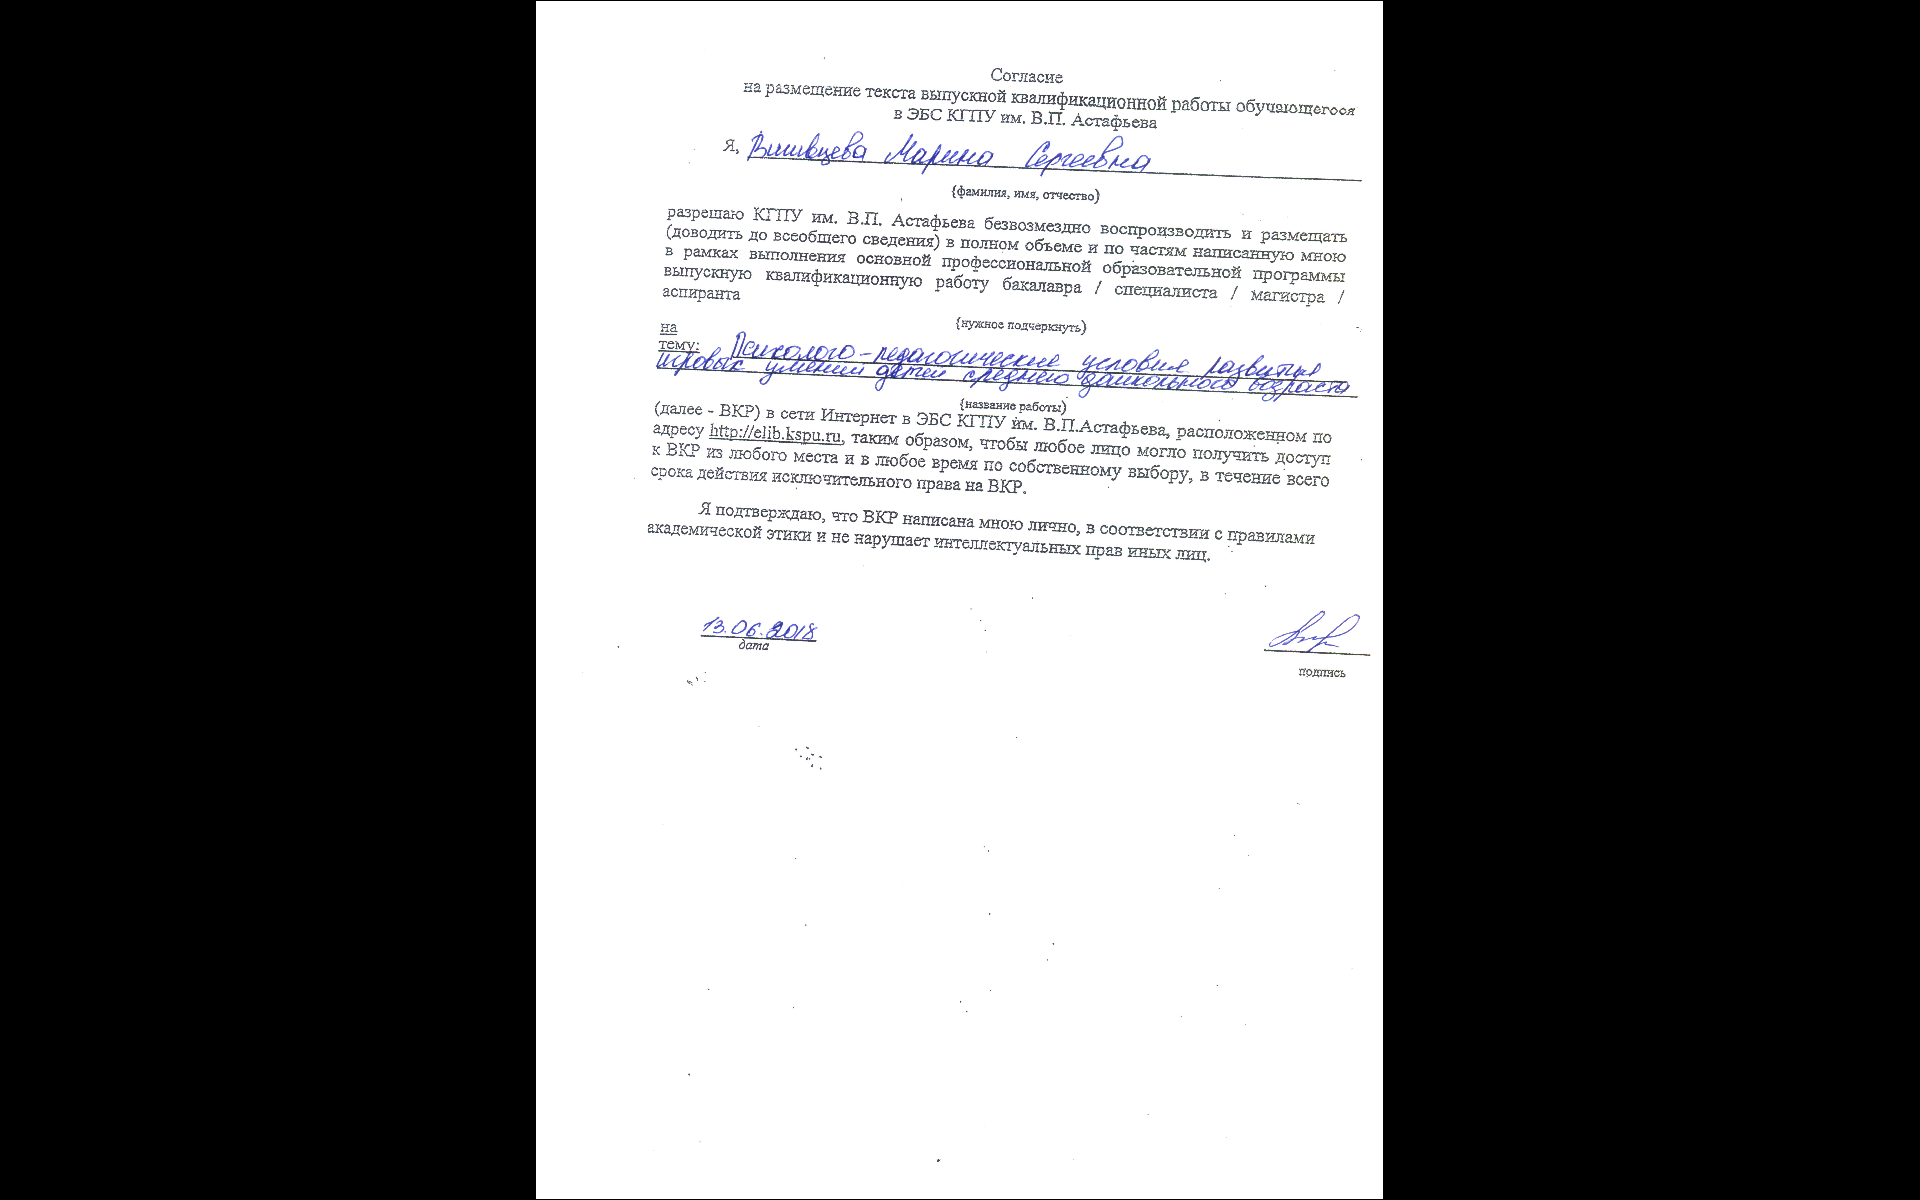 Согласие
на размещение текста выпускной квалификационной работы обучающегося
в ЭБС КГПУ им. В.П. Астафьева
Я, Вшивцева Марина Сергеевна
(фамилия, имя, отчество)
разрешаю КГПУ им. В.П. Астафьева безвозмездно воспроизводить и размещать
(доводить до всеобщего сведения) в полном объеме и по частям написанную мною
в рамках выполнения основной профессиональной образовательной программы
выпускную квалификационную работу бакалавра / специалиста / магистра /
аспиранта
(нужное подчеркнуть)
на
тему: Психолого-педагогические условия развития
игровых умений детей среднего дошкольного возраста
(название работы)
(далее - ВКР) в сети Интернет в ЭБС КГПУ им. В.П.Астафьева, расположенном по
адресу http://elib.kspu.ru, таким образом, чтобы любое лицо могло получить доступ
к ВКР из любого места и в любое время по собственному выбору, в течение всего
срока действия исключительного права на ВКР.
Я подтверждаю, что ВКР написана мною лично, в соответствии с правилами
академической этики и не нарушает интеллектуальных прав иных лиц.
13.06.2018
дата
подпись